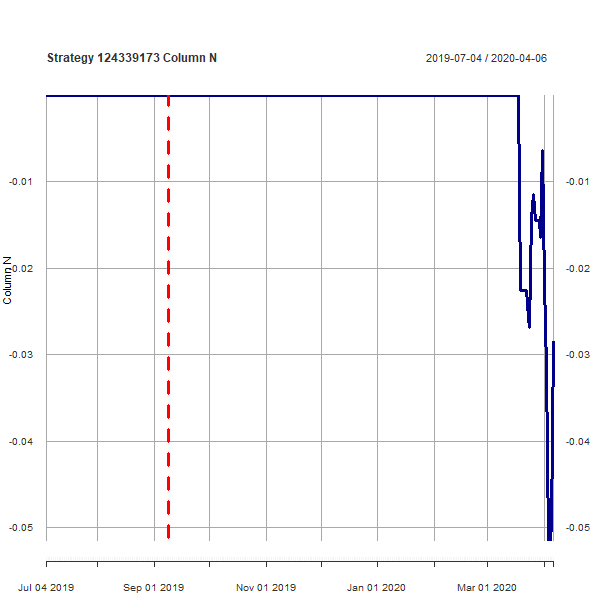 Strategy 124339173 Column N
2019-07-04 / 2020-04-06
-0.01
-0.02
-0.03
-0.04
-0.05
Column N
-0.01
-0.02
-0.03
-0.04
-0.05
Jul 04 2019
Sep 01 2019
Nov 01 2019
Jan 01 2020
Mar 01 2020